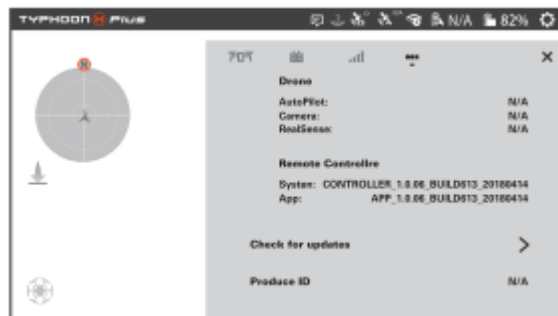 TYPHOON H Plus N/A 82%
Drone
AutoPilot: N/A
Camera: N/A
RealSense: N/A
Remote Controllre
System: CONTROLLER_1.0.06_BUILD613_20180414
App: APP_1.0.06_BUILD613_20180414
Check for updates
Produce ID N/A